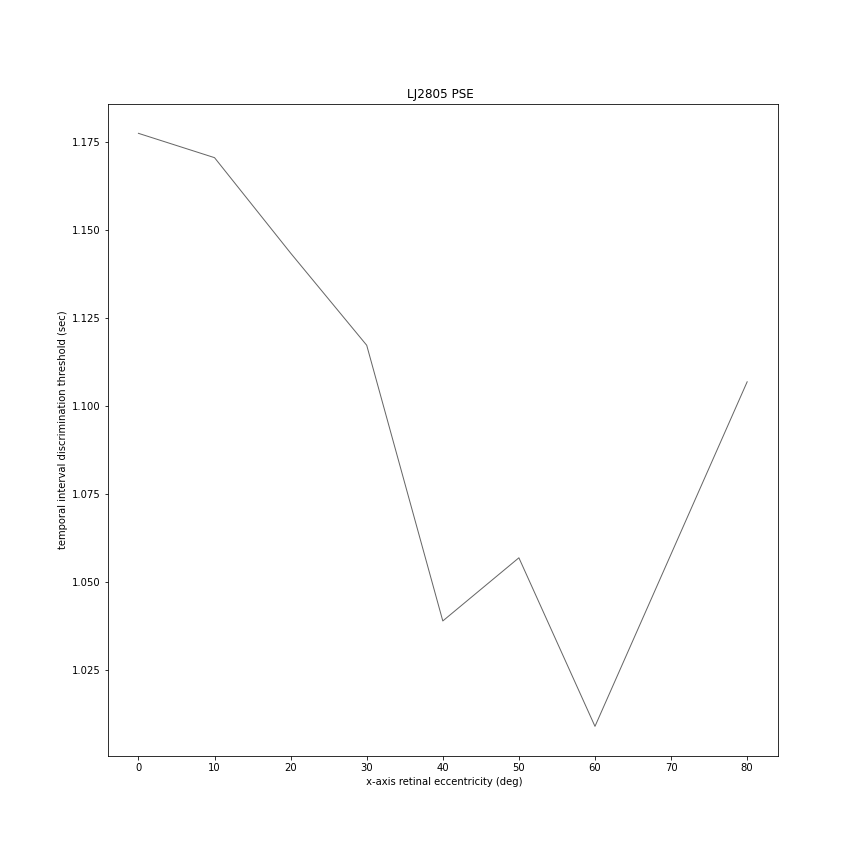 LJ2805 PSE
1.175
1.150
1.125
1.100
1.075
1.050
1.025
temporal interval discrimination threshold (sec)
0 10 20 30 40 50 60 70 80
x-axis retinal eccentricity (deg)